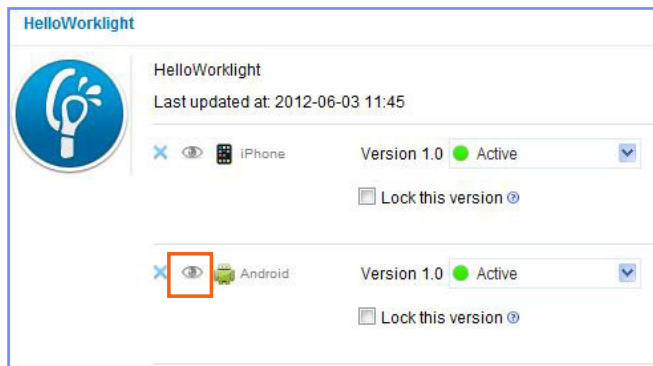 HelloWorklight
HelloWorklight
Last updated at: 2012-06-03 11:45
iPhone Version 1.0 Active
Lock this version ?
Android Version 1.0 Active
Lock this version ?